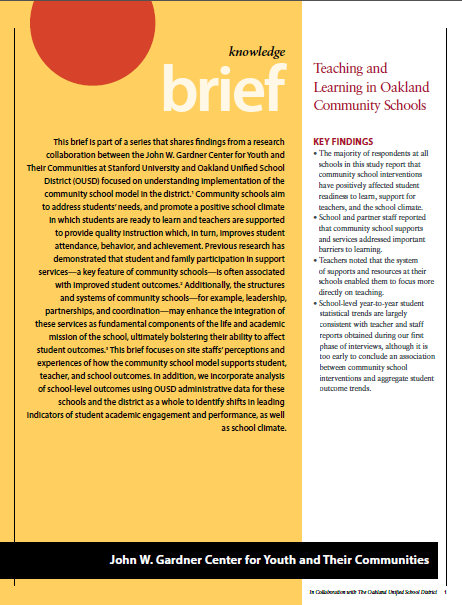 knowledge
brief
This brief is part of a series that shares findings from a research
collaboration between the John W. Gardner Center for Youth and
Their Communities at Stanford University and Oakland Unified School
District (OUSD) focused on understanding implementation of the
community school model in the district.¹ Community schools aim
to address students' needs, and promote a positive school climate
in which students are ready to learn and teachers are supported
to provide quality instruction which, in turn, improves student
attendance, behavior, and achievement. Previous research has
demonstrated that student and family participation in support
services—a key feature of community schools—is often associated
with improved student outcomes.² Additionally, the structures
and systems of community schools—for example, leadership,
partnerships, and coordination—may enhance the integration of
these services as fundamental components of the life and academic
mission of the school, ultimately bolstering their ability to affect
student outcomes.³ This brief focuses on site staffs' perceptions and
experiences of how the community school model supports student,
teacher, and school outcomes. In addition, we incorporate analysis
of school-level outcomes using OUSD administrative data for these
schools and the district as a whole to identify shifts in leading
indicators of student academic engagement and performance, as well
as school climate.
Teaching and
Learning in Oakland
Community Schools
KEY FINDINGS
• The majority of respondents at all
schools in this study report that
community school interventions
have positively affected student
readiness to learn, support for
teachers, and the school climate.
• School and partner staff reported
that community school supports
and services addressed important
barriers to learning.
• Teachers noted that the system
of supports and resources at their
schools enabled them to focus more
directly on teaching.
• School-level year-to-year student
statistical trends are largely
consistent with teacher and staff
reports obtained during our first
phase of interviews, although it is
too early to conclude an association
between community school
interventions and aggregate student
outcome trends.
John W. Gardner Center for Youth and Their Communities
In Collaboration with The Oakland Unified School District 1